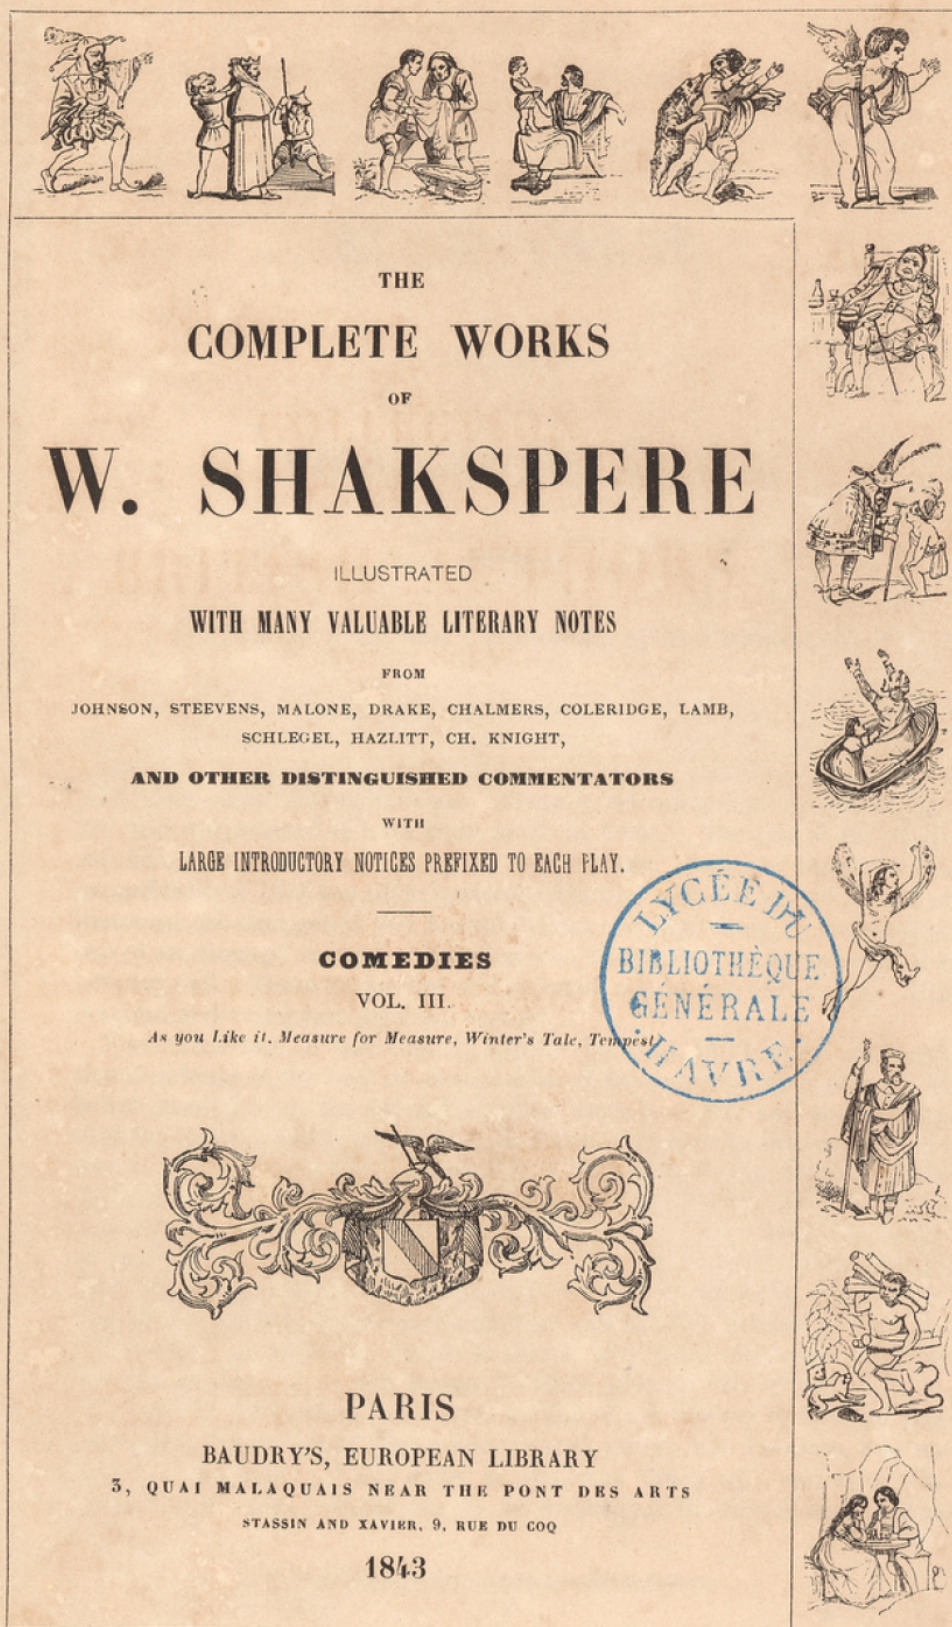 THE
COMPLETE WORKS
OF
W. SHAKSPERE
ILLUSTRATED
WITH MANY VALUABLE LITERARY NOTES
FROM
JOHNSON, STEEVENS, MALONE, DRAKE, CHALMERS, COLERIDGE, LAMB,
SCHLEGEL, HAZLITT, CH. KNIGHT,
AND OTHER DISTINGUISHED COMMENTATORS
WITH
LARGE INTRODUCTORY NOTICES PREFIXED TO EACH PLAY.
COMEDIES
VOL. III.
As you Like it. Measure for Measure, Winter's Tale, Tempest
LYCÉE DU
BIBLIOTHÈQUE
GÉNÉRALE
HAVRE.
PARIS
BAUDRY'S, EUROPEAN LIBRARY
3, QUAI MALAQUAIS NEAR THE PONT DES ARTS
STASSIN AND XAVIER, 9, RUE DU COQ
1843